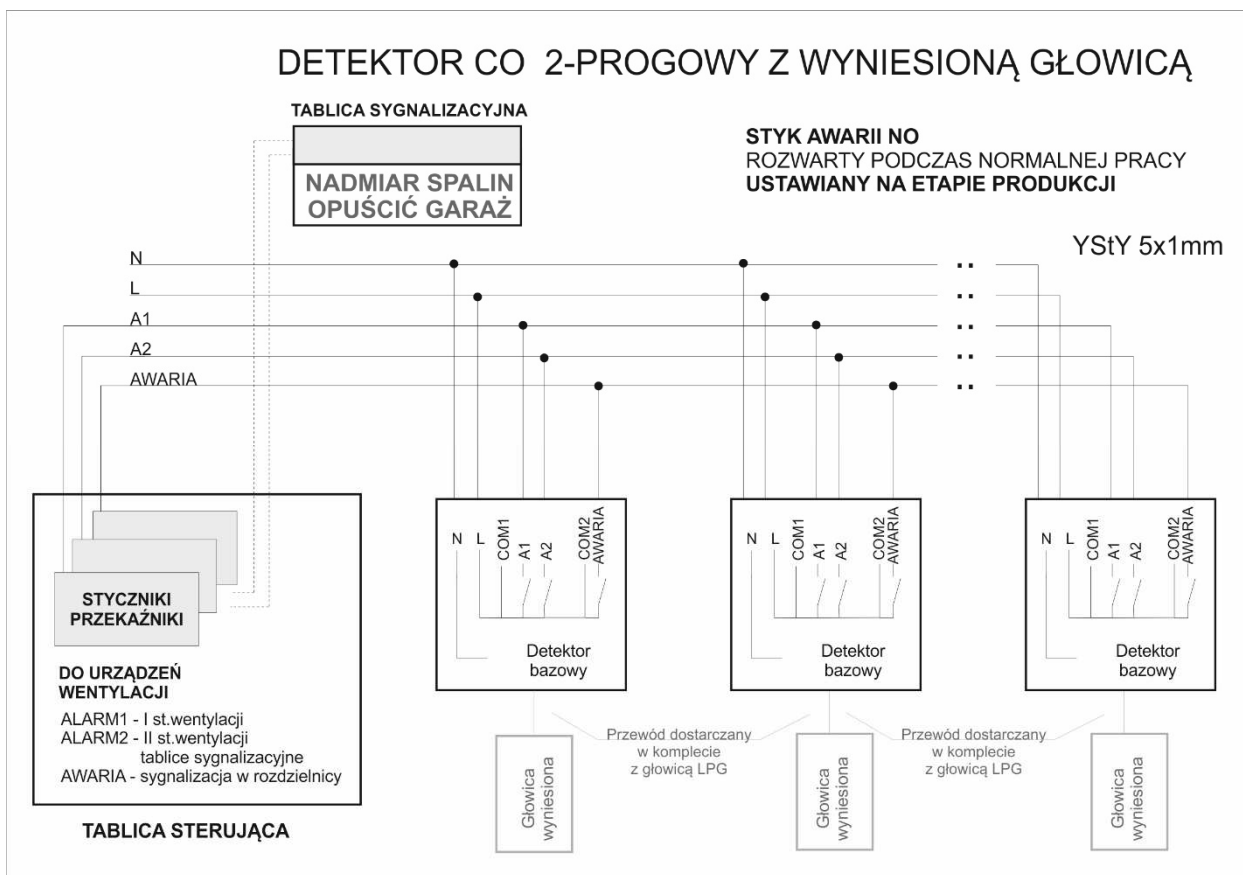 DETEKTOR CO 2-PROGOWY Z WYNIESIONĄ GŁOWICĄ
TABLICA SYGNALIZACYJNA
NADMIAR SPALIN
OPUŚCIĆ GARAŻ
STYK AWARII NO
ROZWARTY PODCZAS NORMALNEJ PRACY
USTAWIANY NA ETAPIE PRODUKCJI
YStY 5x1mm
N
L
A1
A2
AWARIA
STYCZNIKI
PRZEKAŹNIKI
DO URZĄDZEŃ
WENTYLACJI
ALARM1 - I st.wentylacji
ALARM2 - II st.wentylacji
tablice sygnalizacyjne
AWARIA - sygnalizacja w rozdzielnicy
TABLICA STERUJĄCA
N L COM1 A1 A2 COM2 AWARIA
Detektor
bazowy
N L COM1 A1 A2 COM2 AWARIA
Detektor
bazowy
N L COM1 A1 A2 COM2 AWARIA
Detektor
bazowy
Głowica
wyniesiona
Przewód dostarczany
w komplecie
z głowicą LPG
Głowica
wyniesiona
Przewód dostarczany
w komplecie
z głowicą LPG
Głowica
wyniesiona